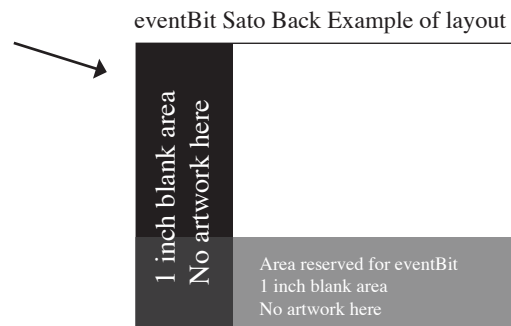 eventBit Sato Back Example of layout
1 inch blank area
No artwork here
Area reserved for eventBit
1 inch blank area
No artwork here